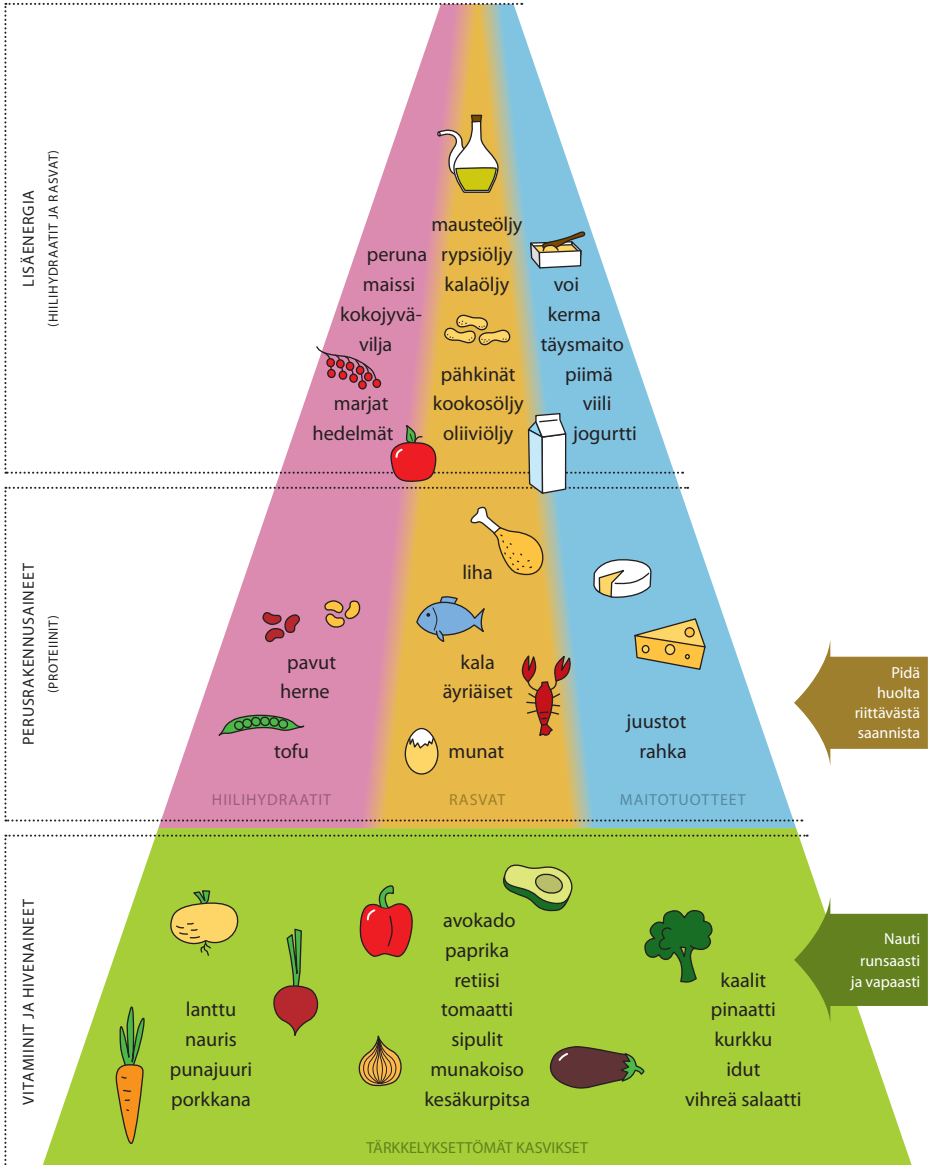 LISÄENERGIA
(HIILIHYDRAATIT JA RASVAT)
peruna
maissi
kokojyvä-
vilja
marjat
hedelmät
mausteöljy
rypsiöljy
kalaöljy
pähkinät
kookosöljy
oliiviöljy
voi
kerma
täysmaito
piimä
viili
jogurtti
PERUSRAKENNUSAINEET
(PROTEIINIT)
pavut
herne
tofu
HIILIHYDRAATIT
liha
kala
äyriäiset
munat
RASVAT
juustot
rahka
MAITOTUOTTEET
Pidä
huolta
riittävästä
saannista
VITAMIINIT JA HIVENAINEET
lanttu
nauris
punajuuri
porkkana
avokado
paprika
retiisi
tomaatti
sipulit
munakoiso
kesäkurpitsa
kaalit
pinaatti
kurkku
idut
vihreä salaatti
TÄRKKELYKSETTÖMÄT KASVIKSET
Nauti
runsaasti
ja vapaasti